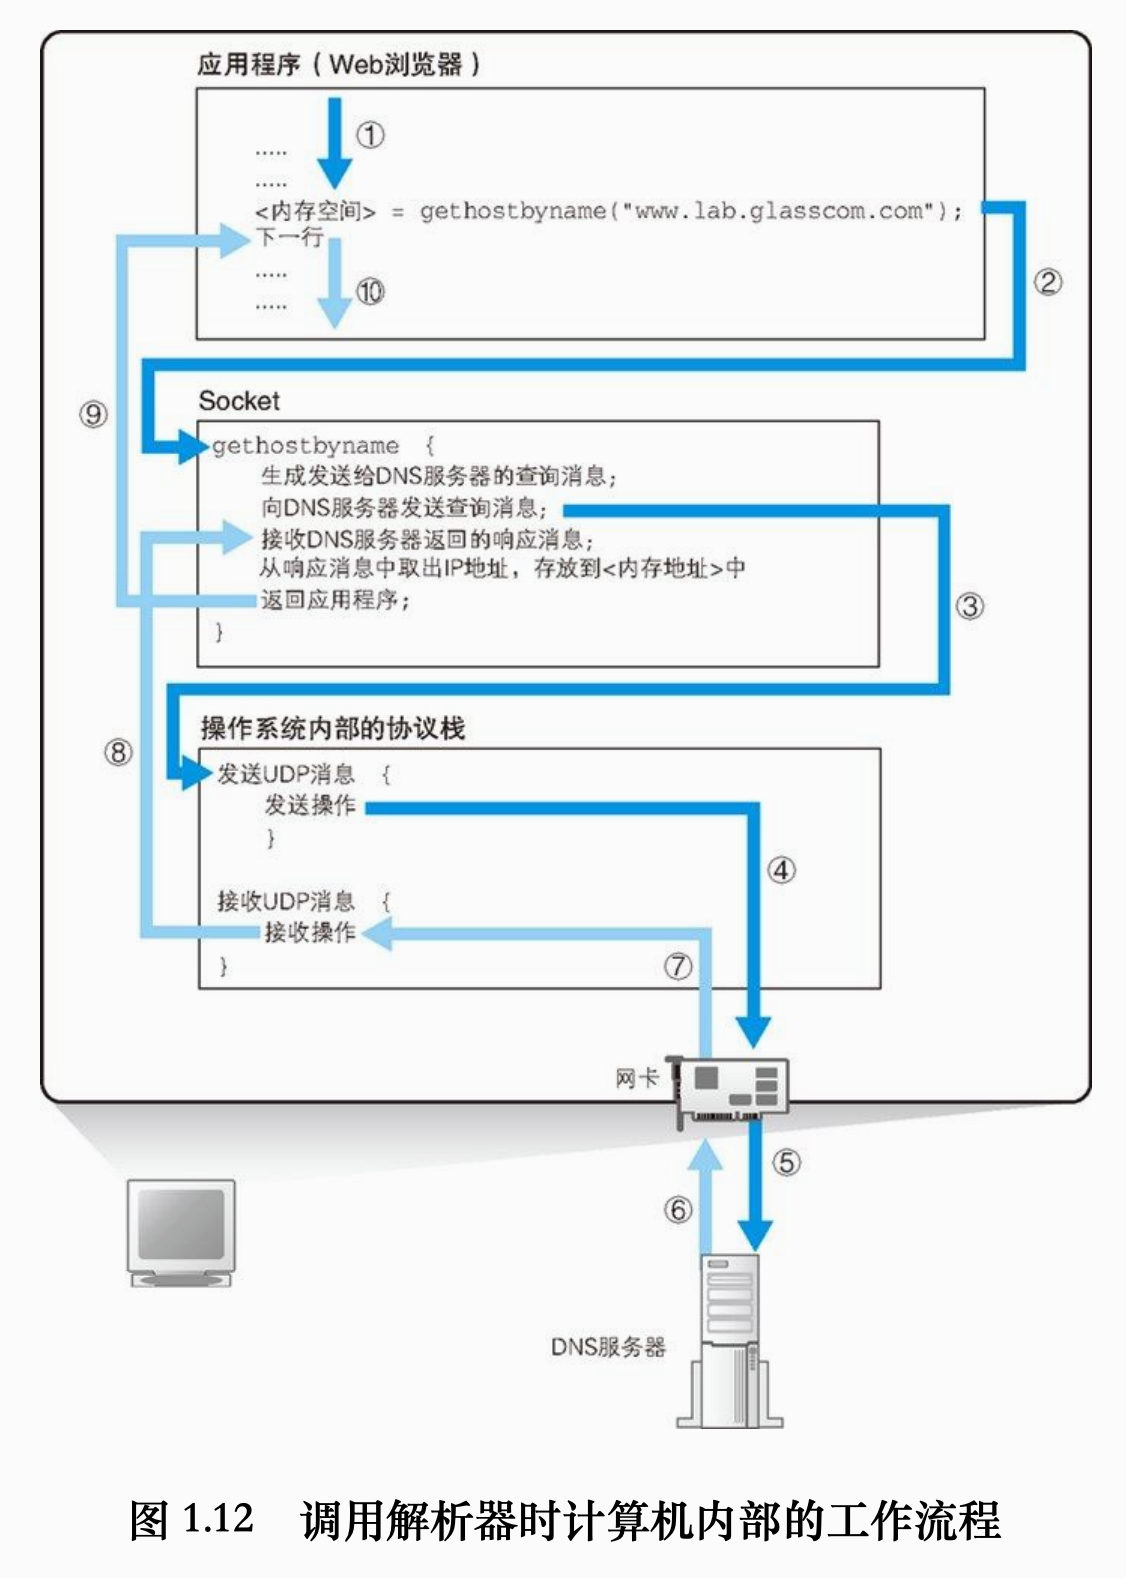 应用程序（Web浏览器）
①
.....
.....
<内存空间> = gethostbyname("www.lab.glasscom.com");
下一行
②
.....
⑩
.....
Socket
⑨
gethostbyname {
生成发送给DNS服务器的查询消息；
向DNS服务器发送查询消息；
接收DNS服务器返回的响应消息；
从响应消息中取出IP地址，存放到<内存地址>中
返回应用程序；
③
}
操作系统内部的协议栈
⑧
发送UDP消息 {
发送操作
}
④
接收UDP消息 {
接收操作
}
⑦
网卡
⑤
⑥
DNS服务器
图 1.12 调用解析器时计算机内部的工作流程